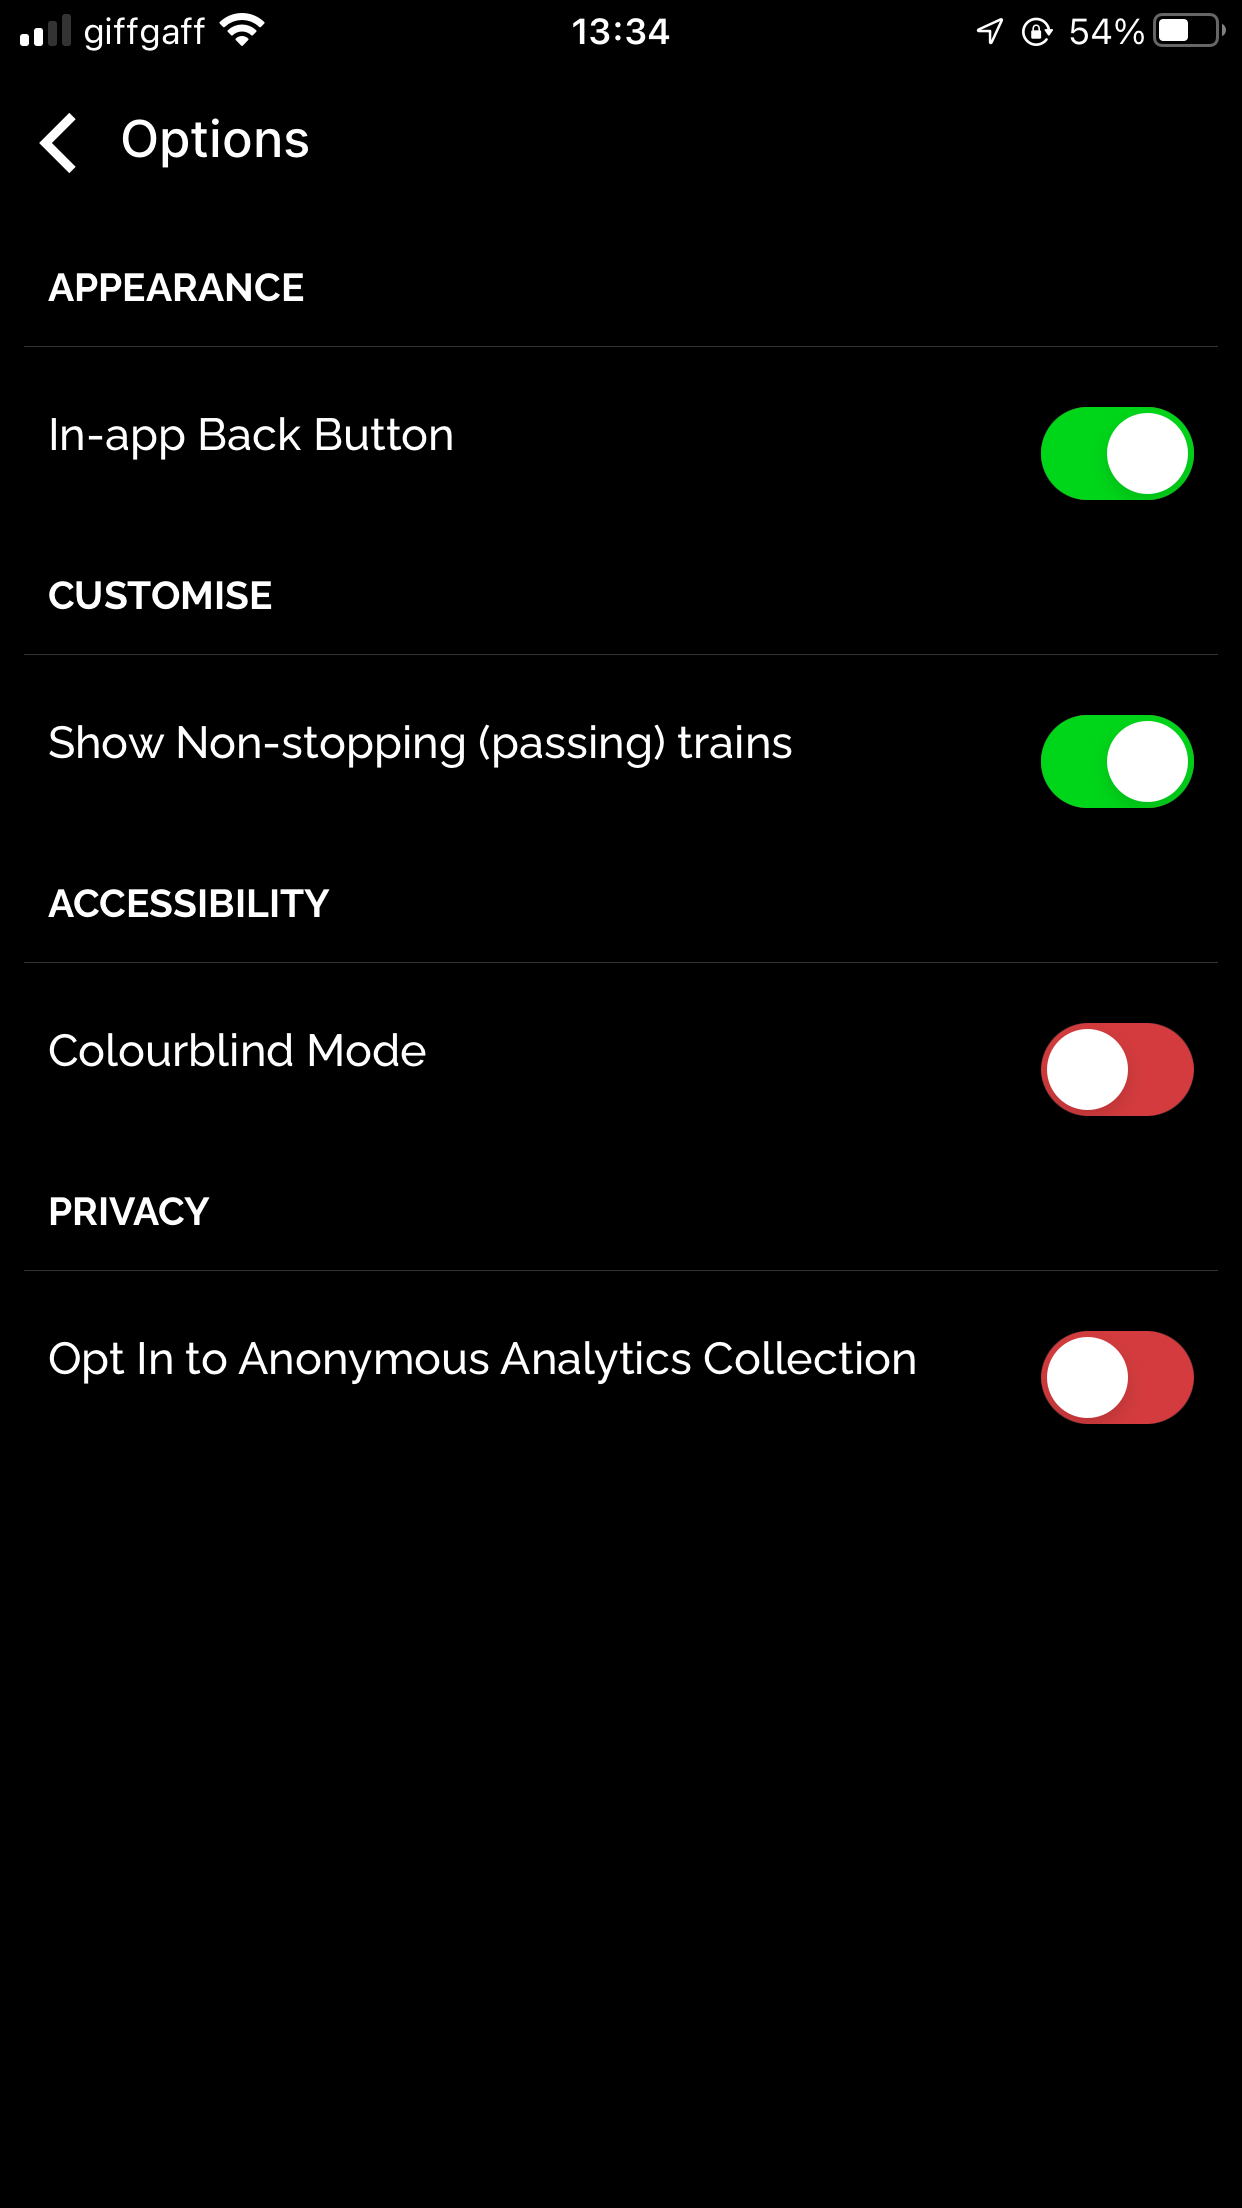 giffgaff 13:34 54%
Options
APPEARANCE
In-app Back Button
CUSTOMISE
Show Non-stopping (passing) trains
ACCESSIBILITY
Colourblind Mode
PRIVACY
Opt In to Anonymous Analytics Collection